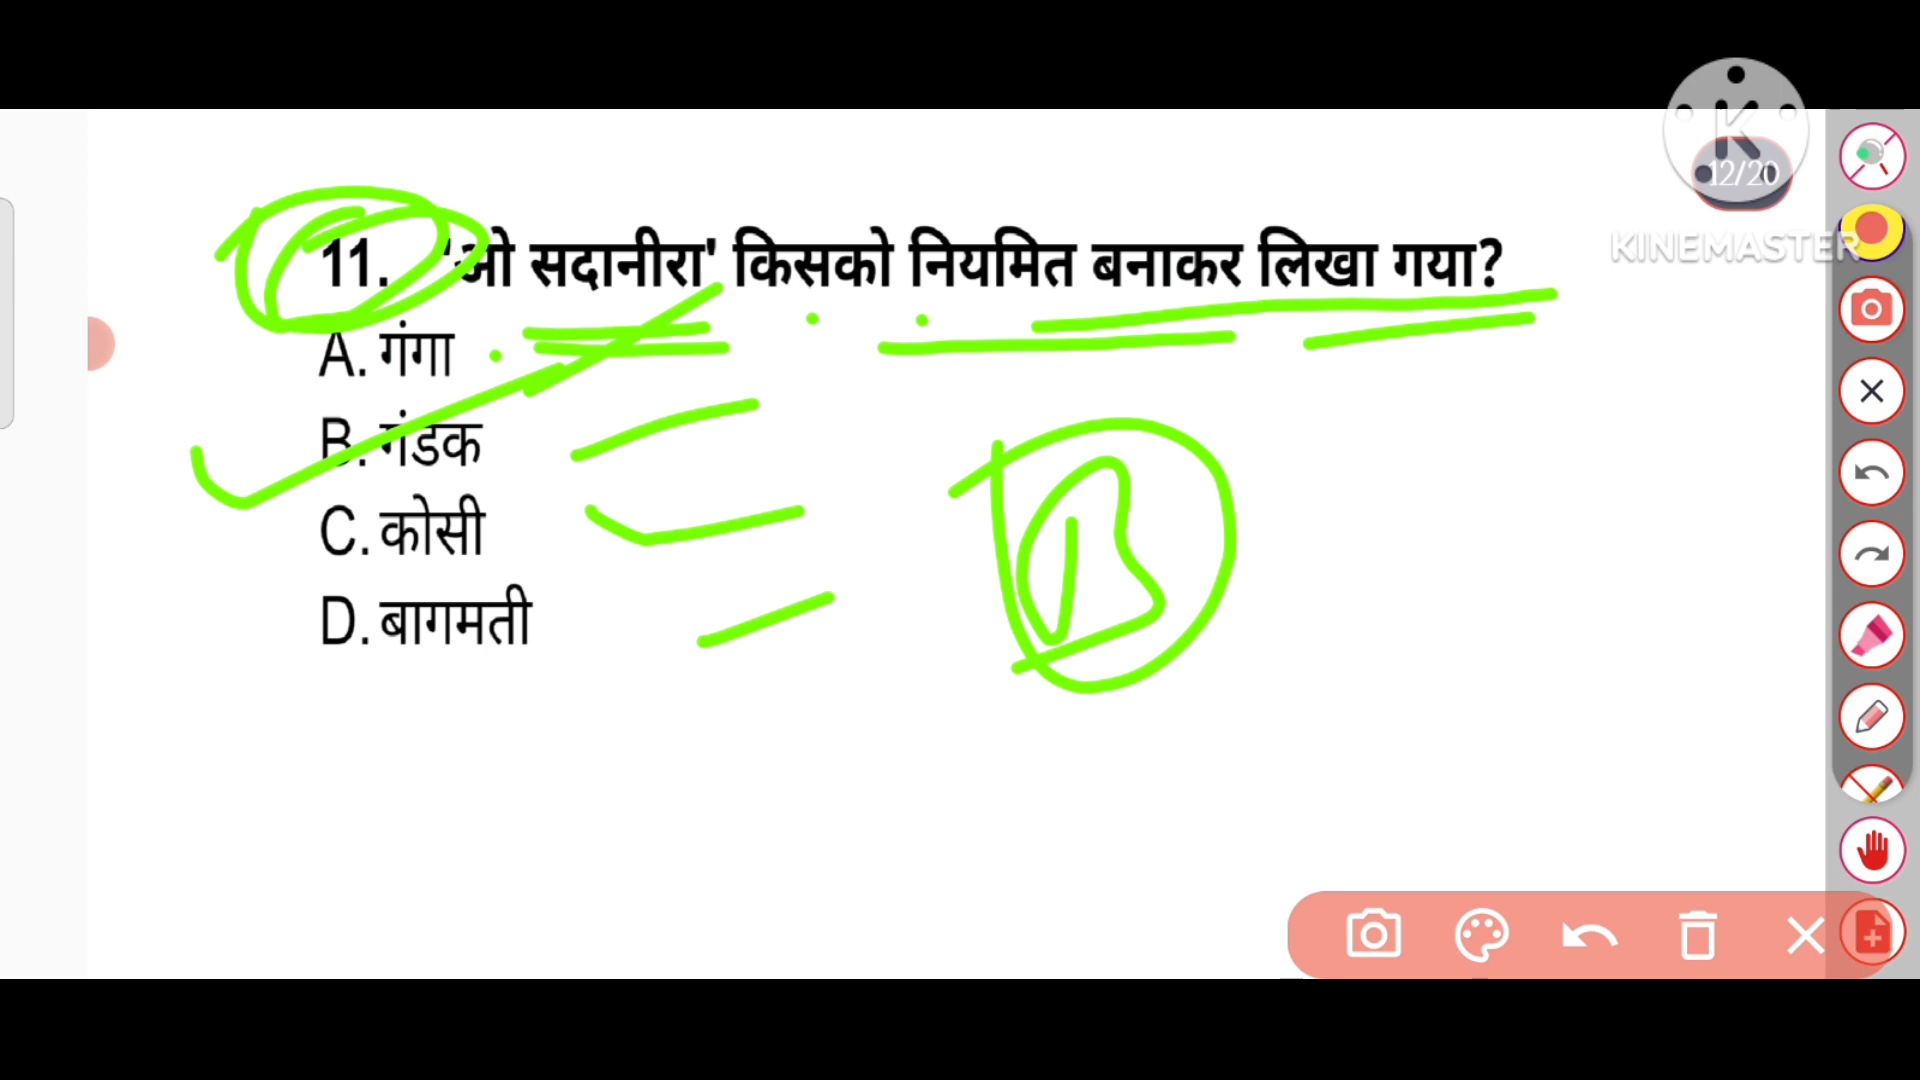 12/20
KINEMASTER
11. 'ओ सदानीरा' किसको नियमित बनाकर लिखा गया?
A. गंगा
B. गंडक
C. कोसी
D. बागमती
B